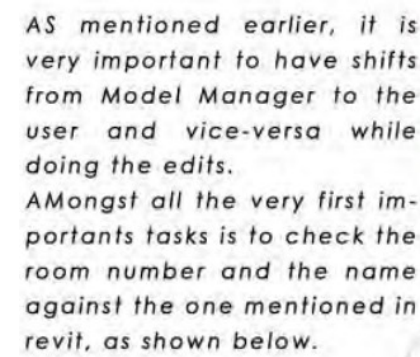 AS mentioned earlier, it is
very important to have shifts
from Model Manager to the
user and vice-versa while
doing the edits.
AMongst all the very first im-
portants tasks is to check the
room number and the name
against the one mentioned in
revit, as shown below.